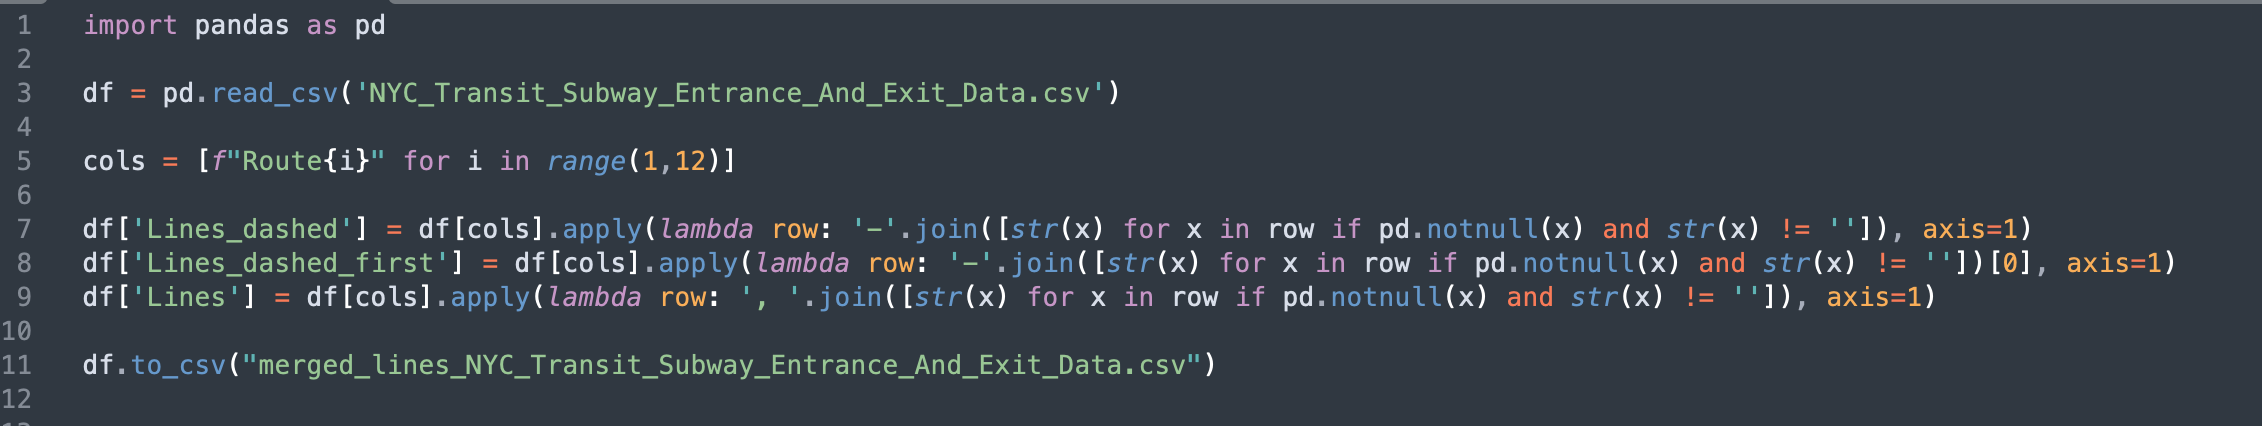 1 import pandas as pd
2
3 df = pd.read_csv('NYC_Transit_Subway_Entrance_And_Exit_Data.csv')
4
5 cols = [f"Route{i}" for i in range(1,12)]
6
7 df['Lines_dashed'] = df[cols].apply(lambda row: '-'.join([str(x) for x in row if pd.notnull(x) and str(x) != '']), axis=1)
8 df['Lines_dashed_first'] = df[cols].apply(lambda row: '-'.join([str(x) for x in row if pd.notnull(x) and str(x) != ''])[0], axis=1)
9 df['Lines'] = df[cols].apply(lambda row: ', '.join([str(x) for x in row if pd.notnull(x) and str(x) != '']), axis=1)
10
11 df.to_csv("merged_lines_NYC_Transit_Subway_Entrance_And_Exit_Data.csv")
12